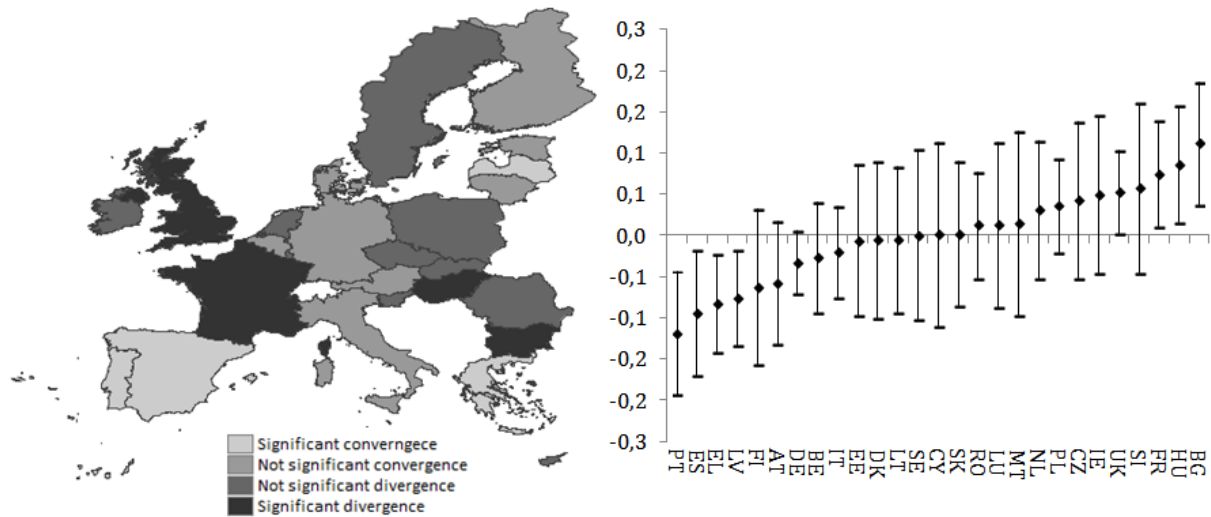 Significant converngece
Not significant convergence
Not significant divergence
Significant divergence
0,3
0,2
0,2
0,1
0,1
0,0
-0,1
-0,1
-0,2
-0,2
-0,3
PT
ES
EL
LV
FI
AT
DE
BE
IT
EE
DK
LT
SE
CY
SK
RO
LU
MT
NL
PL
CZ
IE
UK
SI
FR
HU
BG